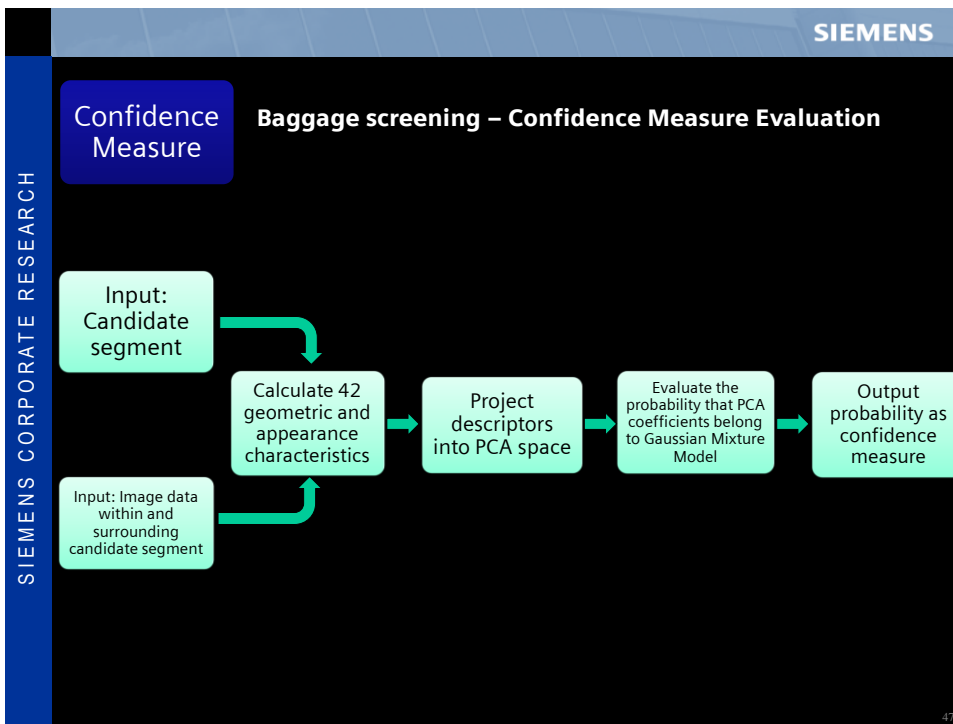 SIEMENS
SIEMENS CORPORATE RESEARCH
Confidence
Measure
Baggage screening – Confidence Measure Evaluation
Input:
Candidate
segment
Input: Image data
within and
surrounding
candidate segment
Calculate 42
geometric and
appearance
characteristics
Project
descriptors
into PCA space
Evaluate the
probability that PCA
coefficients belong
to Gaussian Mixture
Model
Output
probability as
confidence
measure
47